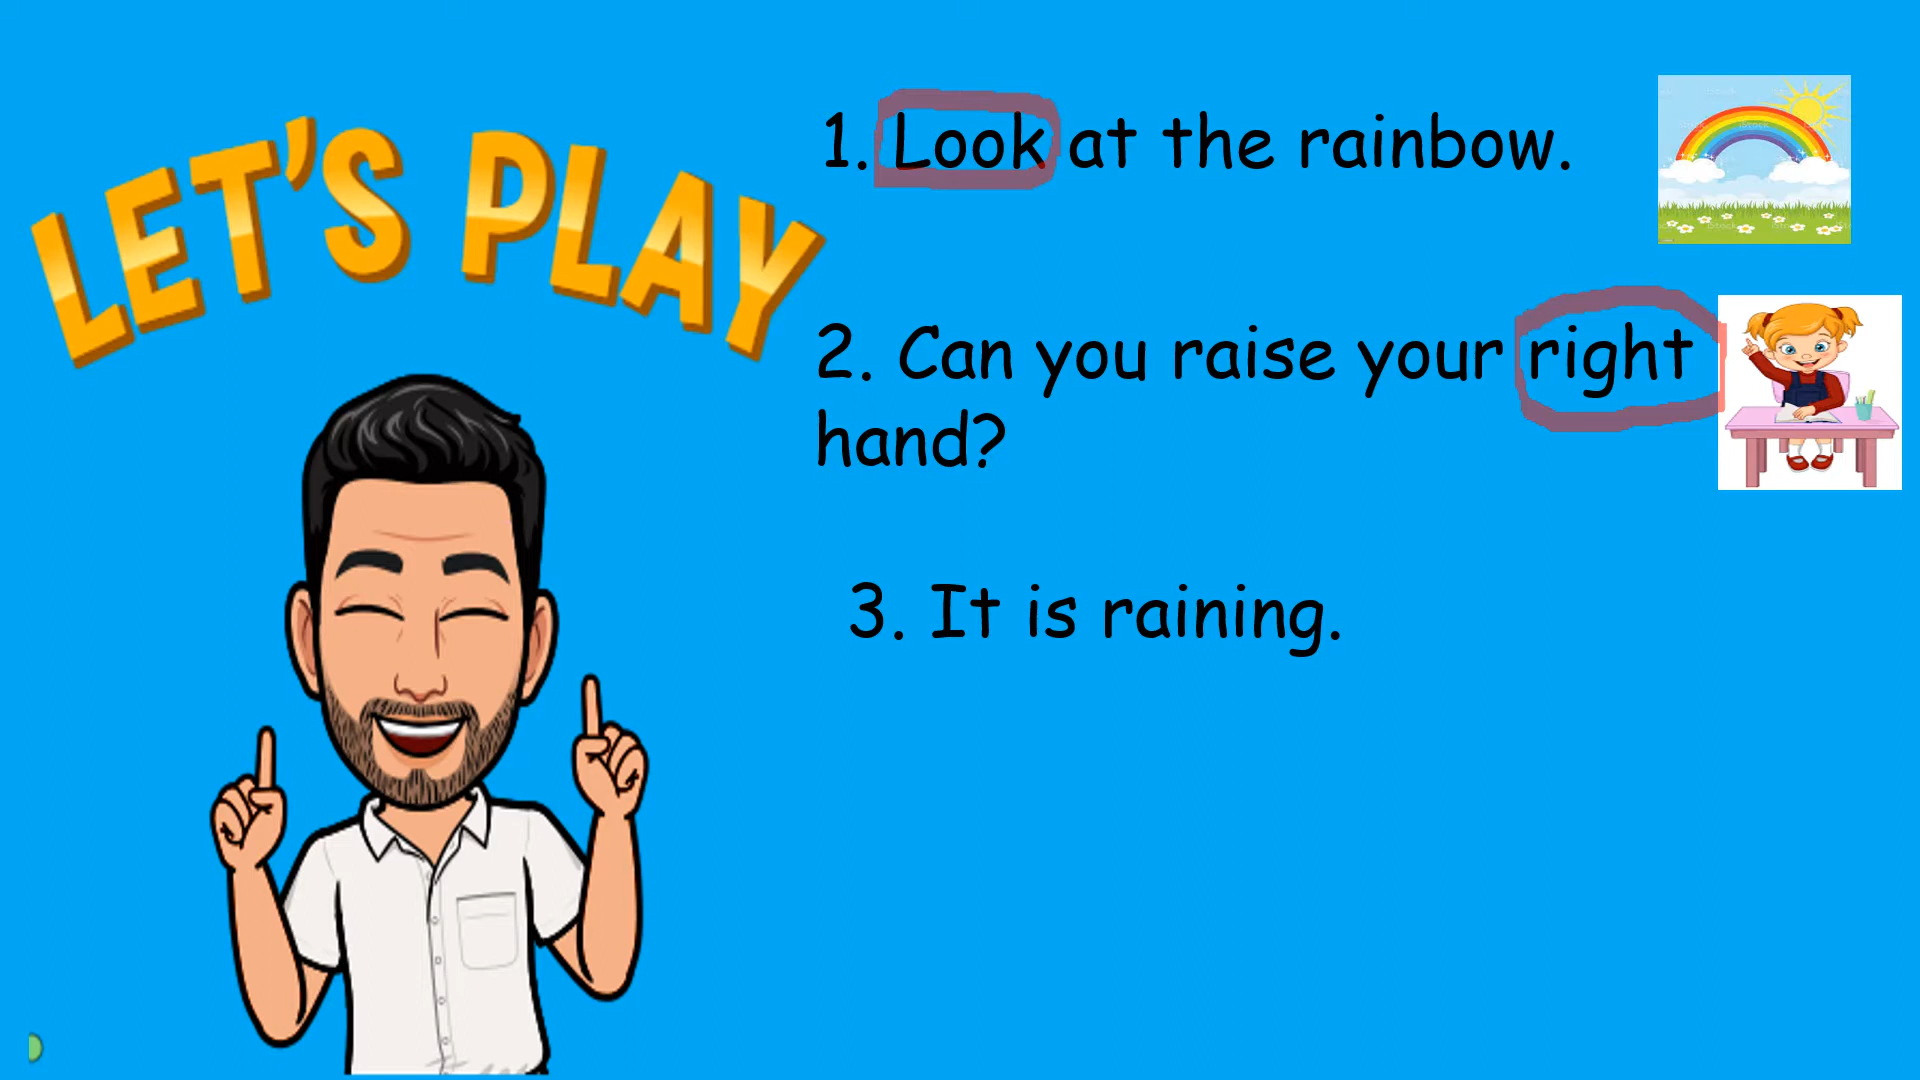 LET'S PLAY
1. Look at the rainbow.
2. Can you raise your right
hand?
3. It is raining.